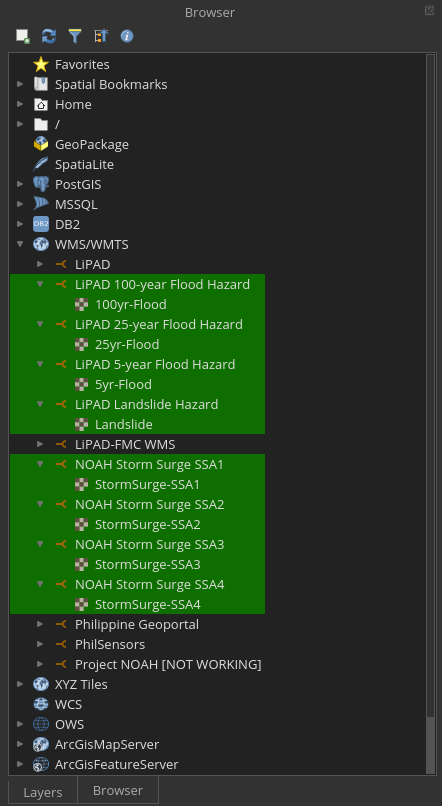 Browser
Favorites
Spatial Bookmarks
Home
/
GeoPackage
SpatiaLite
PostGIS
MSSQL
DB2 DB2
WMS/WMTS
LiPAD
LiPAD 100-year Flood Hazard
100yr-Flood
LiPAD 25-year Flood Hazard
25yr-Flood
LiPAD 5-year Flood Hazard
5yr-Flood
LiPAD Landslide Hazard
Landslide
LiPAD-FMC WMS
NOAH Storm Surge SSA1
StormSurge-SSA1
NOAH Storm Surge SSA2
StormSurge-SSA2
NOAH Storm Surge SSA3
StormSurge-SSA3
NOAH Storm Surge SSA4
StormSurge-SSA4
Philippine Geoportal
PhilSensors
Project NOAH [NOT WORKING]
XYZ Tiles
WCS
OWS
ArcGisMapServer
ArcGisFeatureServer
Layers Browser